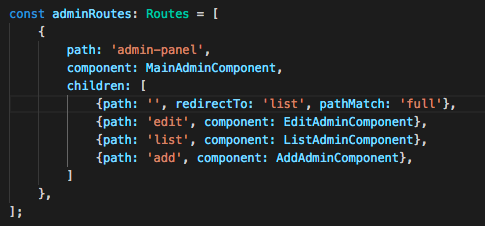 const adminRoutes: Routes = [
    {
        path: 'admin-panel',
        component: MainAdminComponent,
        children: [
            {path: '', redirectTo: 'list', pathMatch: 'full'},
            {path: 'edit', component: EditAdminComponent},
            {path: 'list', component: ListAdminComponent},
            {path: 'add', component: AddAdminComponent},
        ]
    },
];